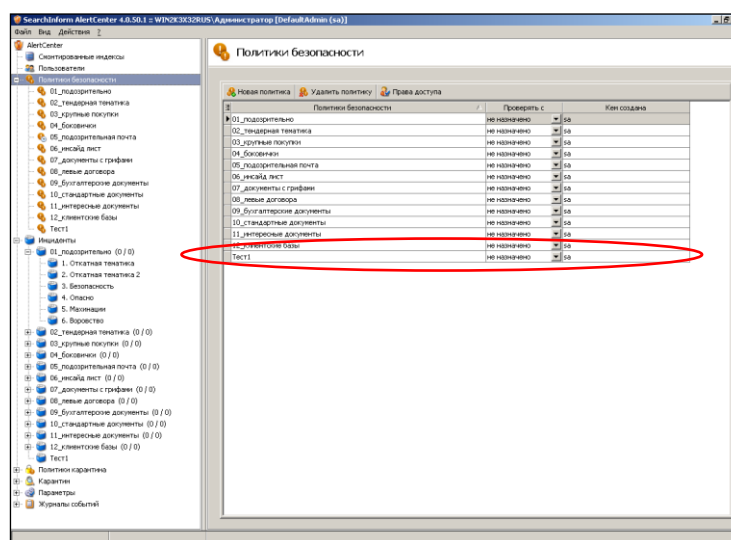 SearchInform AlertCenter 4.0.50.1 :: WIN2K3X32RUS\Администратор [DefaultAdmin (sa)]
Файл Вид Действия ?
AlertCenter
Смонтированные индексы
Пользователи
Политики безопасности
01_подозрительно
02_тендерная тематика
03_крупные покупки
04_боковички
05_подозрительная почта
06_инсайд лист
07_документы с грифами
08_левые договора
09_бухгалтерские документы
10_стандартные документы
11_интересные документы
12_клиентские базы
Тест1
Инциденты
01_подозрительно (0 / 0)
1. Откатная тематика
2. Откатная тематика 2
3. Безопасность
4. Опасно
5. Махинации
6. Воровство
02_тендерная тематика (0 / 0)
03_крупные покупки (0 / 0)
04_боковички (0 / 0)
05_подозрительная почта (0 / 0)
06_инсайд лист (0 / 0)
07_документы с грифами (0 / 0)
08_левые договора (0 / 0)
09_бухгалтерские документы (0 / 0)
10_стандартные документы (0 / 0)
11_интересные документы (0 / 0)
12_клиентские базы (0 / 0)
Тест1
Политики карантина
Карантин
Параметры
Журналы событий
Политики безопасности
Новая политика Удалить политику Права доступа
Политики безопасности Проверять с Кем создана
01_подозрительно не назначено sa
02_тендерная тематика не назначено sa
03_крупные покупки не назначено sa
04_боковички не назначено sa
05_подозрительная почта не назначено sa
06_инсайд лист не назначено sa
07_документы с грифами не назначено sa
08_левые договора не назначено sa
09_бухгалтерские документы не назначено sa
10_стандартные документы не назначено sa
11_интересные документы не назначено sa
12_клиентские базы не назначено sa
Тест1 не назначено sa